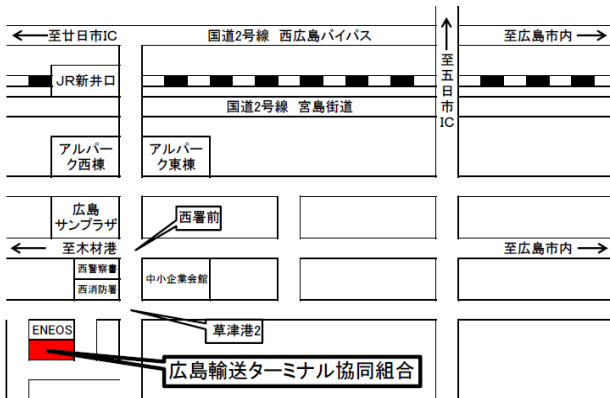 ←至廿日市IC
国道2号線 西広島バイパス
至広島市内→
↑至五日市IC
JR新井口
国道2号線 宮島街道
アルパー
ク西棟
アルパー
ク東棟
広島
サンプラザ
西署前
←至木材港
至広島市内→
西警察書
西消防署
中小企業会館
ENEOS
草津港2
広島輸送ターミナル協同組合